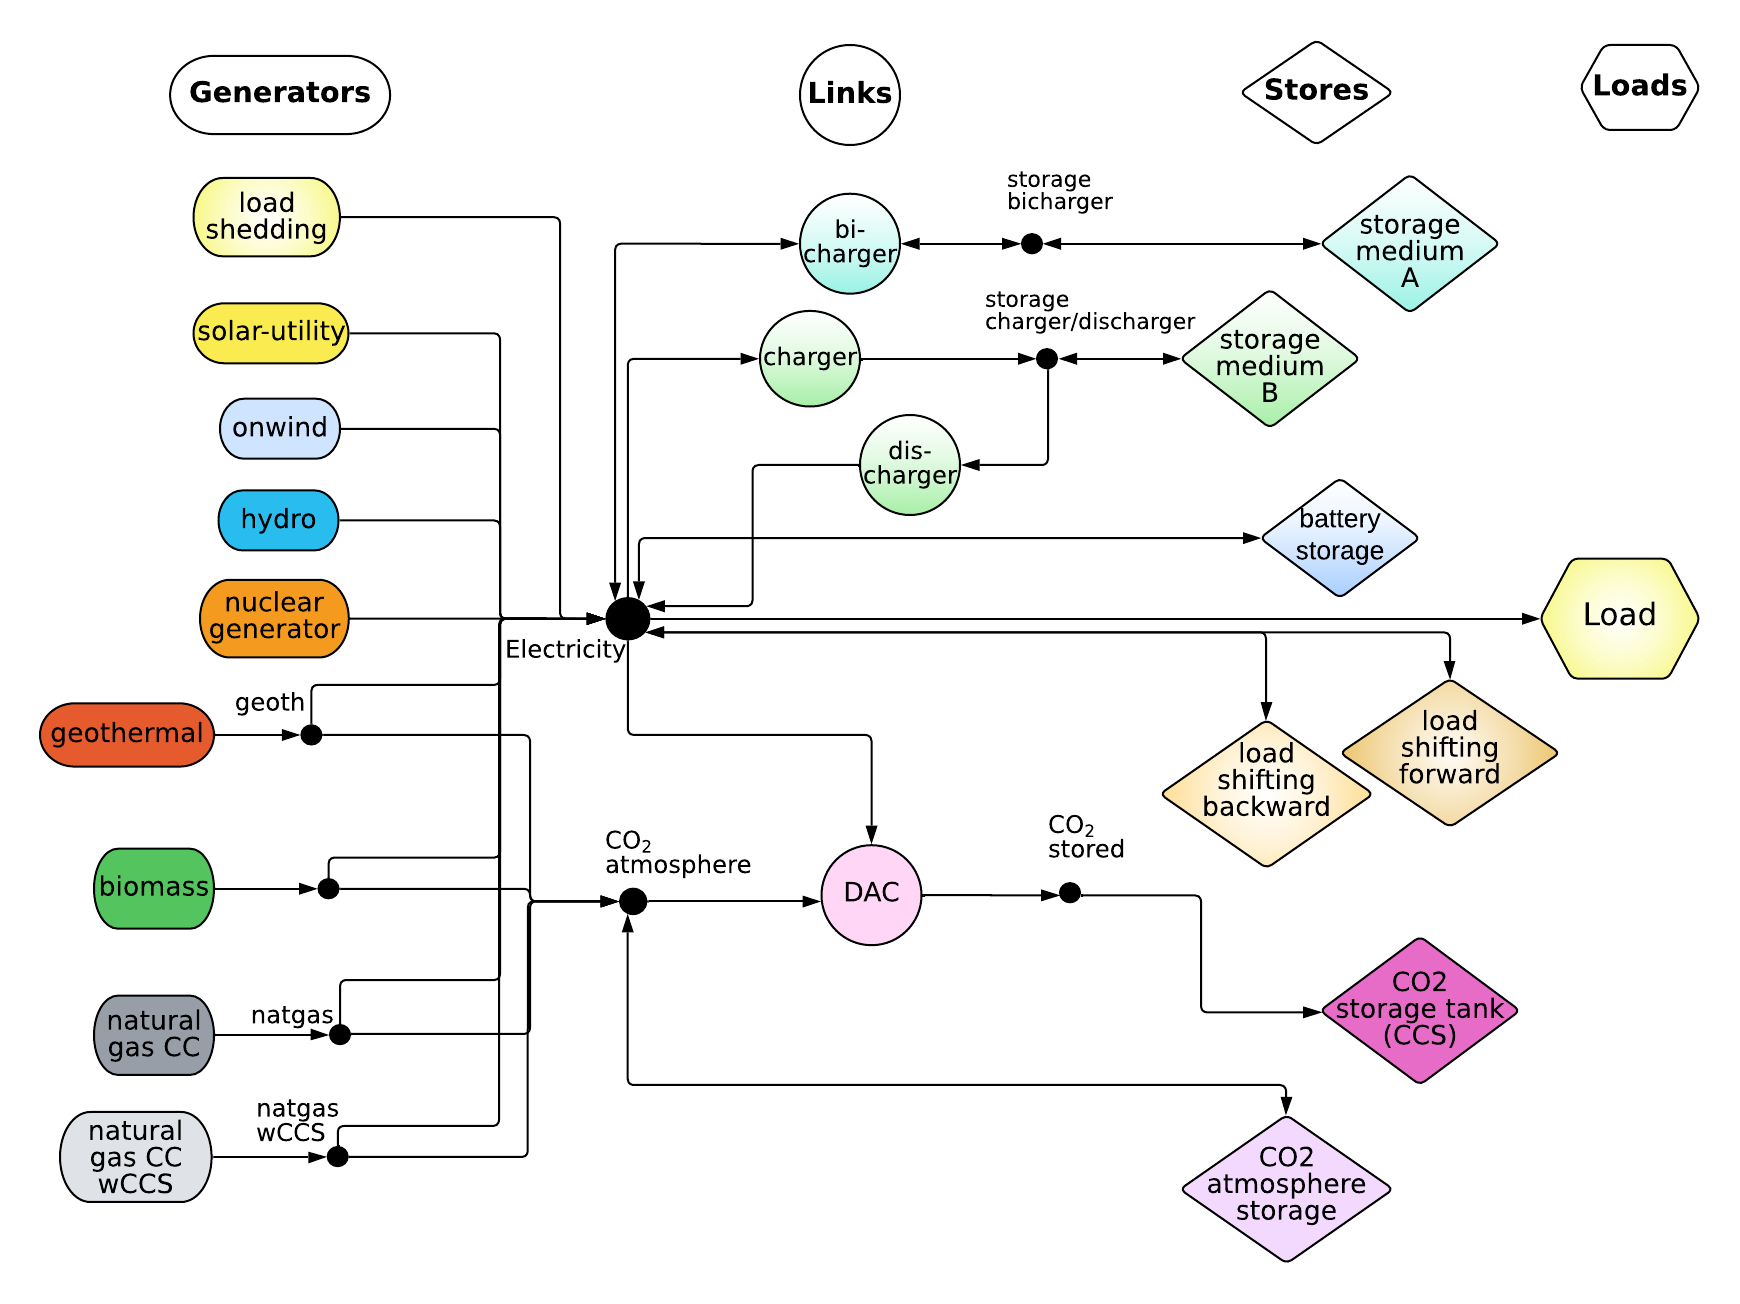 Generators
Links
Stores
Loads
load
shedding
bi-
charger
storage
bicharger
storage
medium
A
solar-utility
charger
storage
charger/discharger
storage
medium
B
onwind
dis-
charger
hydro
battery
storage
nuclear
generator
Electricity
Load
geothermal
geoth
load
shifting
backward
load
shifting
forward
biomass
CO₂
atmosphere
DAC
CO₂
stored
natural
gas CC
natgas
CO2
storage tank
(CCS)
natural
gas CC
wCCS
natgas
wCCS
CO2
atmosphere
storage